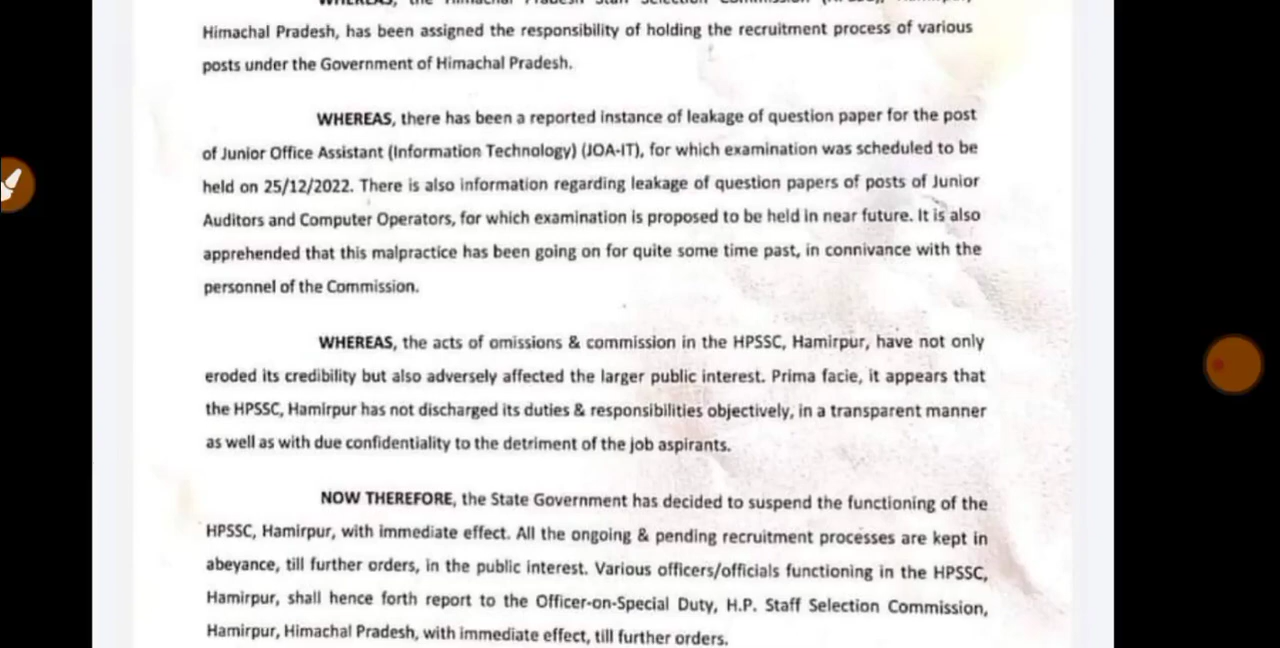 Himachal Pradesh, has been assigned the responsibility of holding the recruitment process of various
posts under the Government of Himachal Pradesh.
WHEREAS, there has been a reported instance of leakage of question paper for the post
of Junior Office Assistant (Information Technology) (JOA-IT), for which examination was scheduled to be
held on 25/12/2022. There is also information regarding leakage of question papers of posts of Junior
Auditors and Computer Operators, for which examination is proposed to be held in near future. It is also
apprehended that this malpractice has been going on for quite some time past, in connivance with the
personnel of the Commission.
WHEREAS, the acts of omissions & commission in the HPSSC, Hamirpur, have not only
eroded its credibility but also adversely affected the larger public interest. Prima facie, it appears that
the HPSSC, Hamirpur has not discharged its duties & responsibilities objectively, in a transparent manner
as well as with due confidentiality to the detriment of the job aspirants.
NOW THEREFORE, the State Government has decided to suspend the functioning of the
HPSSC, Hamirpur, with immediate effect. All the ongoing & pending recruitment processes are kept in
abeyance, till further orders, in the public interest. Various officers/officials functioning in the HPSSC,
Hamirpur, shall hence forth report to the Officer-on-Special Duty, H.P. Staff Selection Commission,
Hamirpur, Himachal Pradesh, with immediate effect, till further orders.